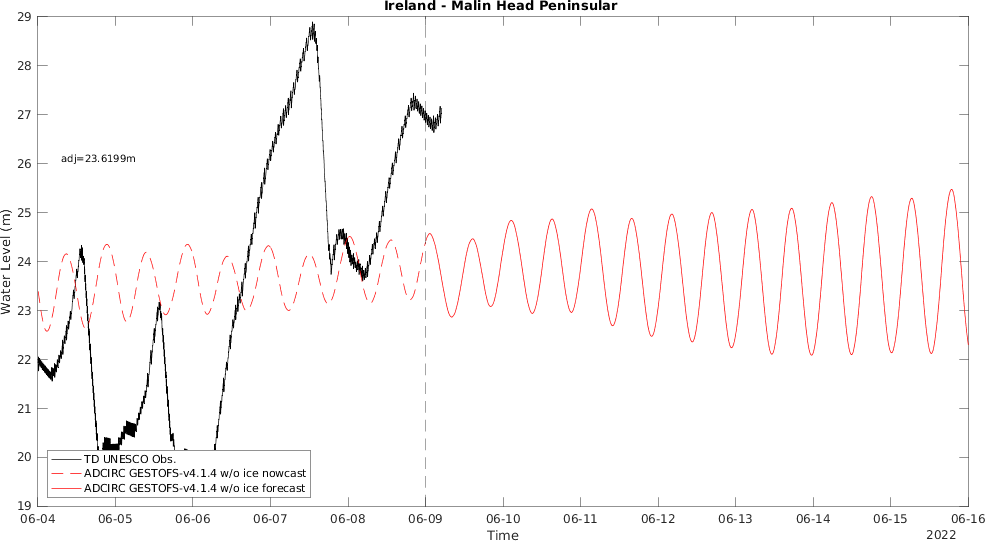 Ireland - Malin Head Peninsular
29
28
27
26
25
24
23
22
21
20
19
Water Level (m)
adj=23.6199m
TD UNESCO Obs.
ADCIRC GESTOFS-v4.1.4 w/o ice nowcast
ADCIRC GESTOFS-v4.1.4 w/o ice forecast
06-04 06-05 06-06 06-07 06-08 06-09 06-10 06-11 06-12 06-13 06-14 06-15 06-16
Time
2022